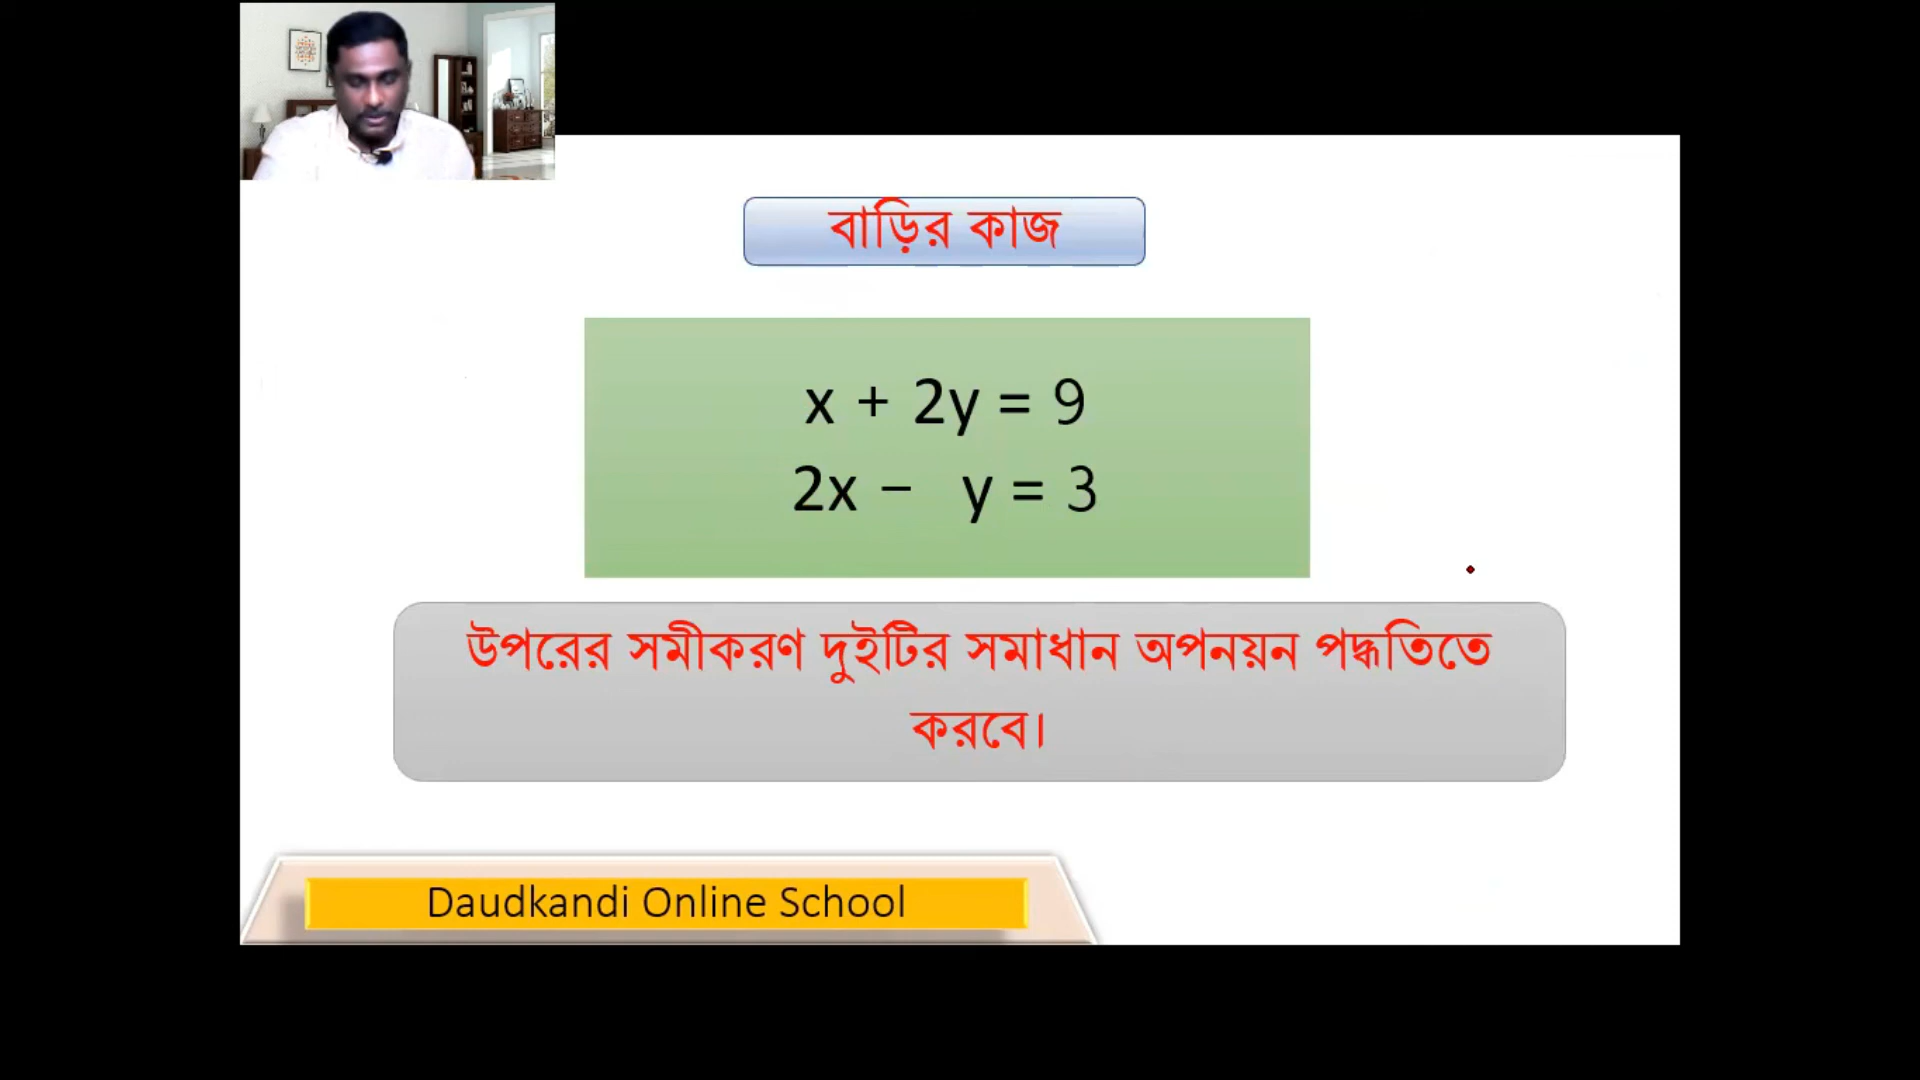 বাড়ির কাজ
x + 2y = 9
2x − y = 3
উপরের সমীকরণ দুইটির সমাধান অপনয়ন পদ্ধতিতে
করবে।
Daudkandi Online School